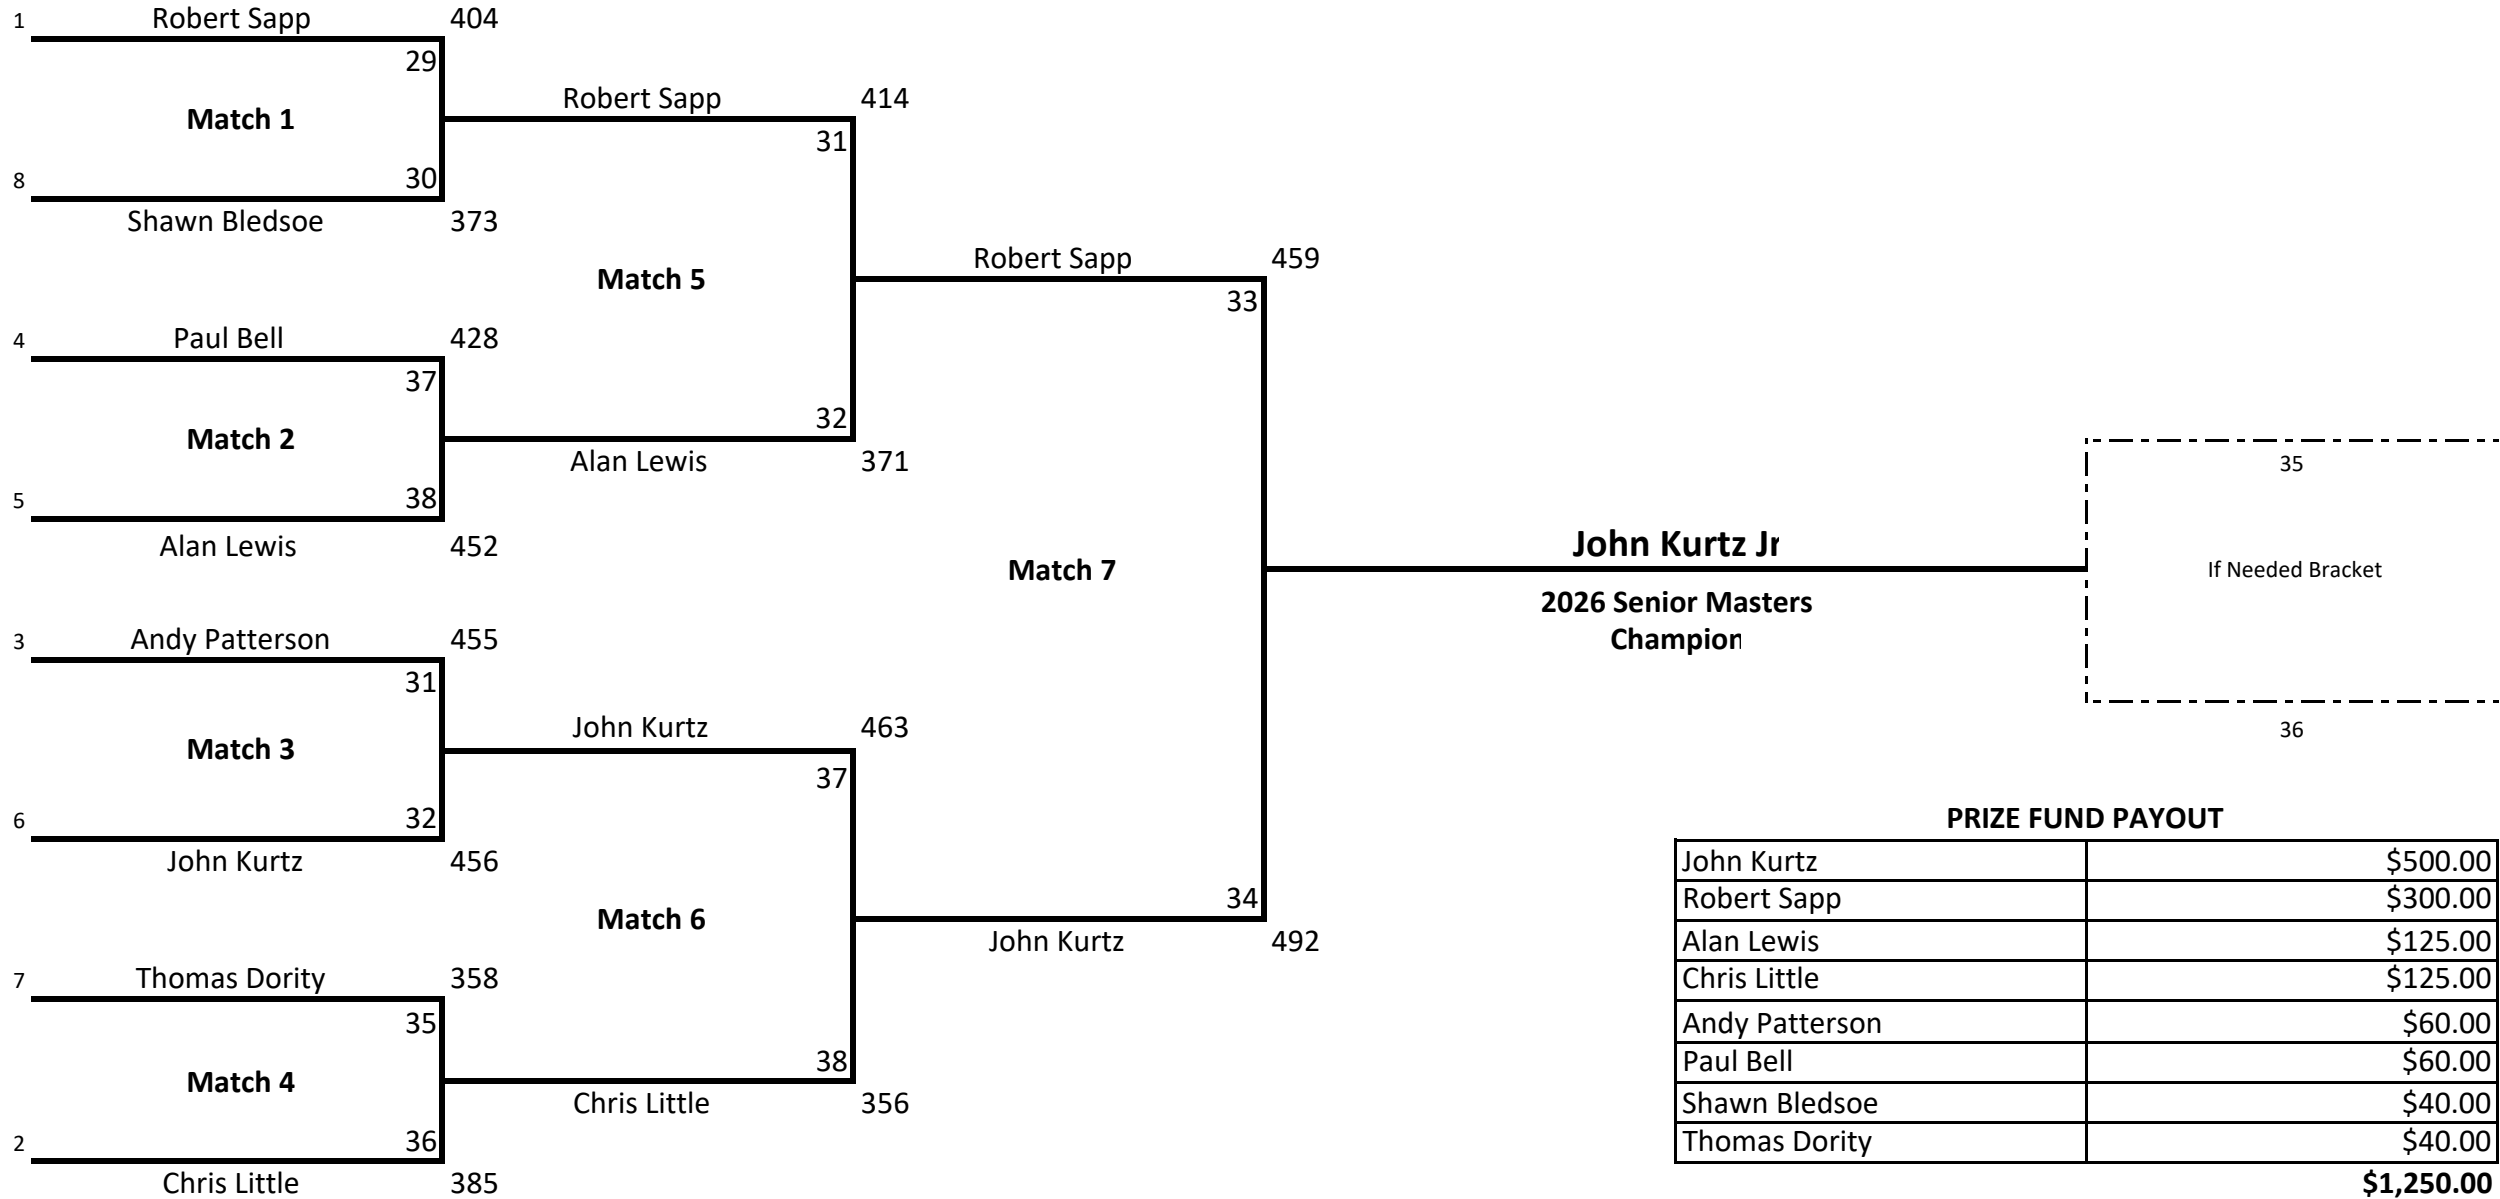 1 Robert Sapp 404
29
Match 1
30
8
Shawn Bledsoe 373
Robert Sapp 414
31
Match 5
32
Alan Lewis 371
4 Paul Bell 428
37
Match 2
38
5
Alan Lewis 452
Robert Sapp 459
33
Match 7
34
John Kurtz 492
3 Andy Patterson 455
31
Match 3
32
6
John Kurtz 456
John Kurtz 463
37
Match 6
38
Chris Little 356
7 Thomas Dority 358
35
Match 4
36
2
Chris Little 385
John Kurtz Jr
2026 Senior Masters
Champion
35
If Needed Bracket
36
PRIZE FUND PAYOUT
John Kurtz $500.00
Robert Sapp $300.00
Alan Lewis $125.00
Chris Little $125.00
Andy Patterson $60.00
Paul Bell $60.00
Shawn Bledsoe $40.00
Thomas Dority $40.00
$1,250.00